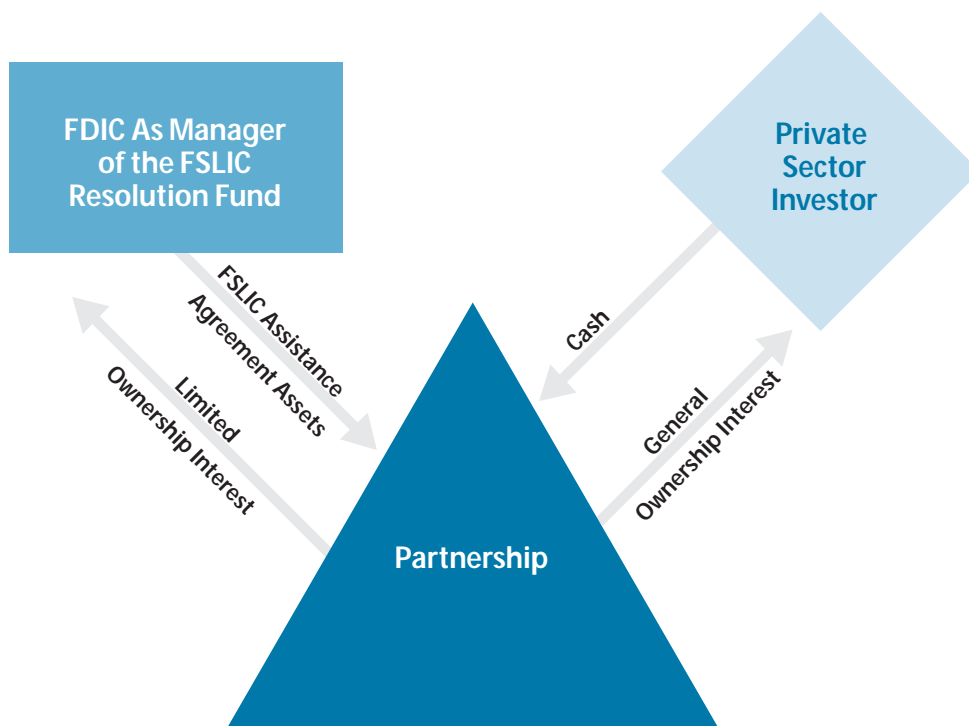 FDIC As Manager
of the FSLIC
Resolution Fund
Private
Sector
Investor
FSLIC Assistance
Agreement Assets
Limited
Ownership Interest
Cash
General
Ownership Interest
Partnership